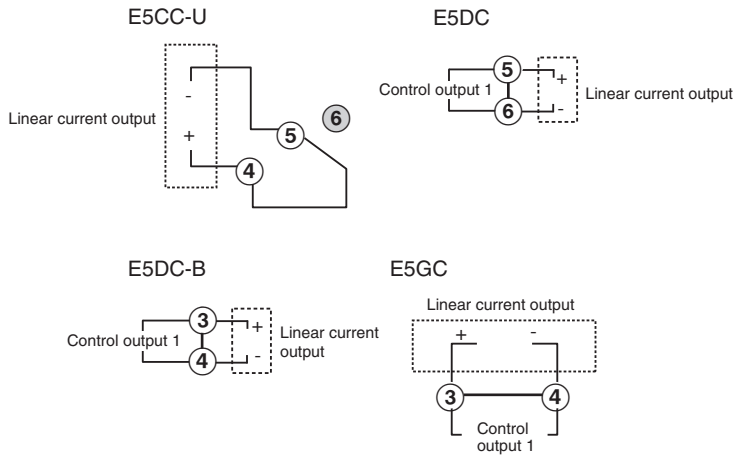 E5CC-U
Linear current output
-
+
5
6
4
E5DC
Control output 1
5
6
+
-
Linear current output
E5DC-B
Control output 1
3
4
+
-
Linear current
output
E5GC
Linear current output
+
-
3
4
Control
output 1